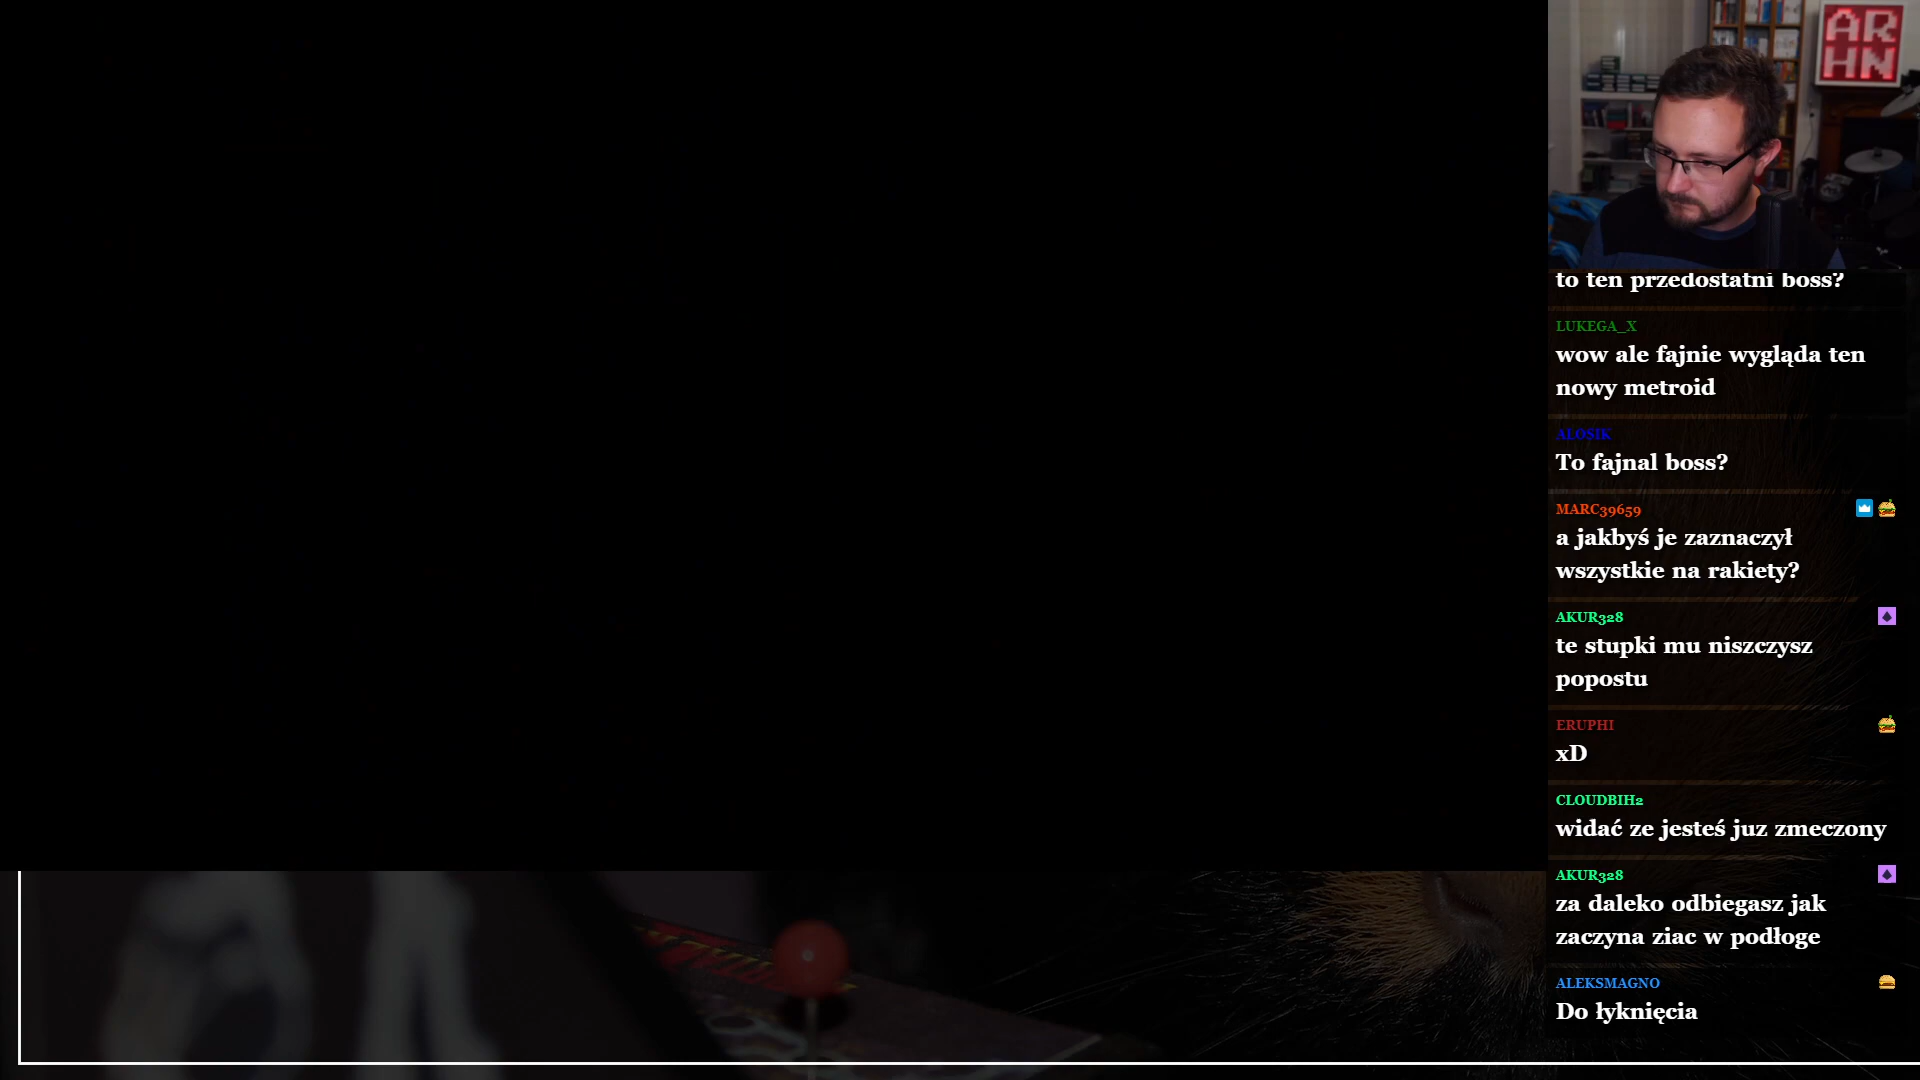 AR
HN
to ten przedostatni boss?
LUKEGA_X
wow ale fajnie wygląda ten
nowy metroid
ALOSIK
To fajnal boss?
MARC39659
a jakbyś je zaznaczył
wszystkie na rakiety?
AKUR328
te stupki mu niszczysz
popostu
ERUPHI
xD
CLOUDBIH2
widać ze jesteś juz zmeczony
AKUR328
za daleko odbiegasz jak
zaczyna ziac w podłoge
ALEKSMAGNO
Do łyknięcia